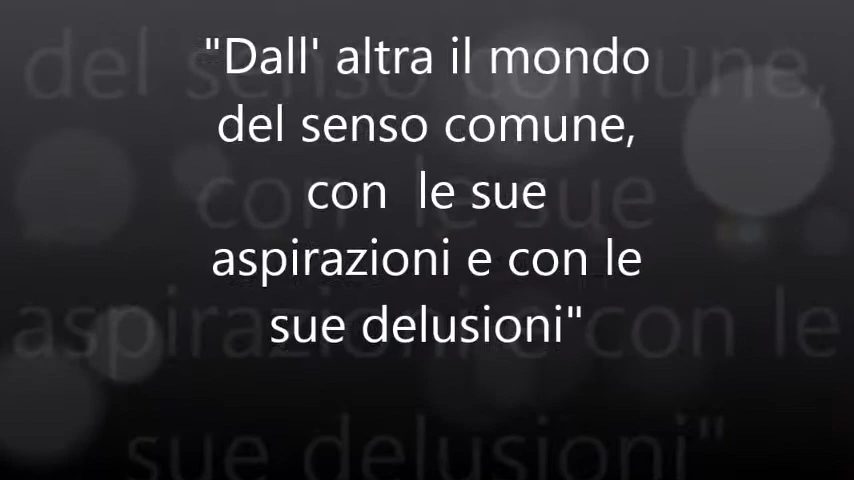 "Dall' altra il mondo
del senso comune,
con  le sue
aspirazioni e con le
sue delusioni"